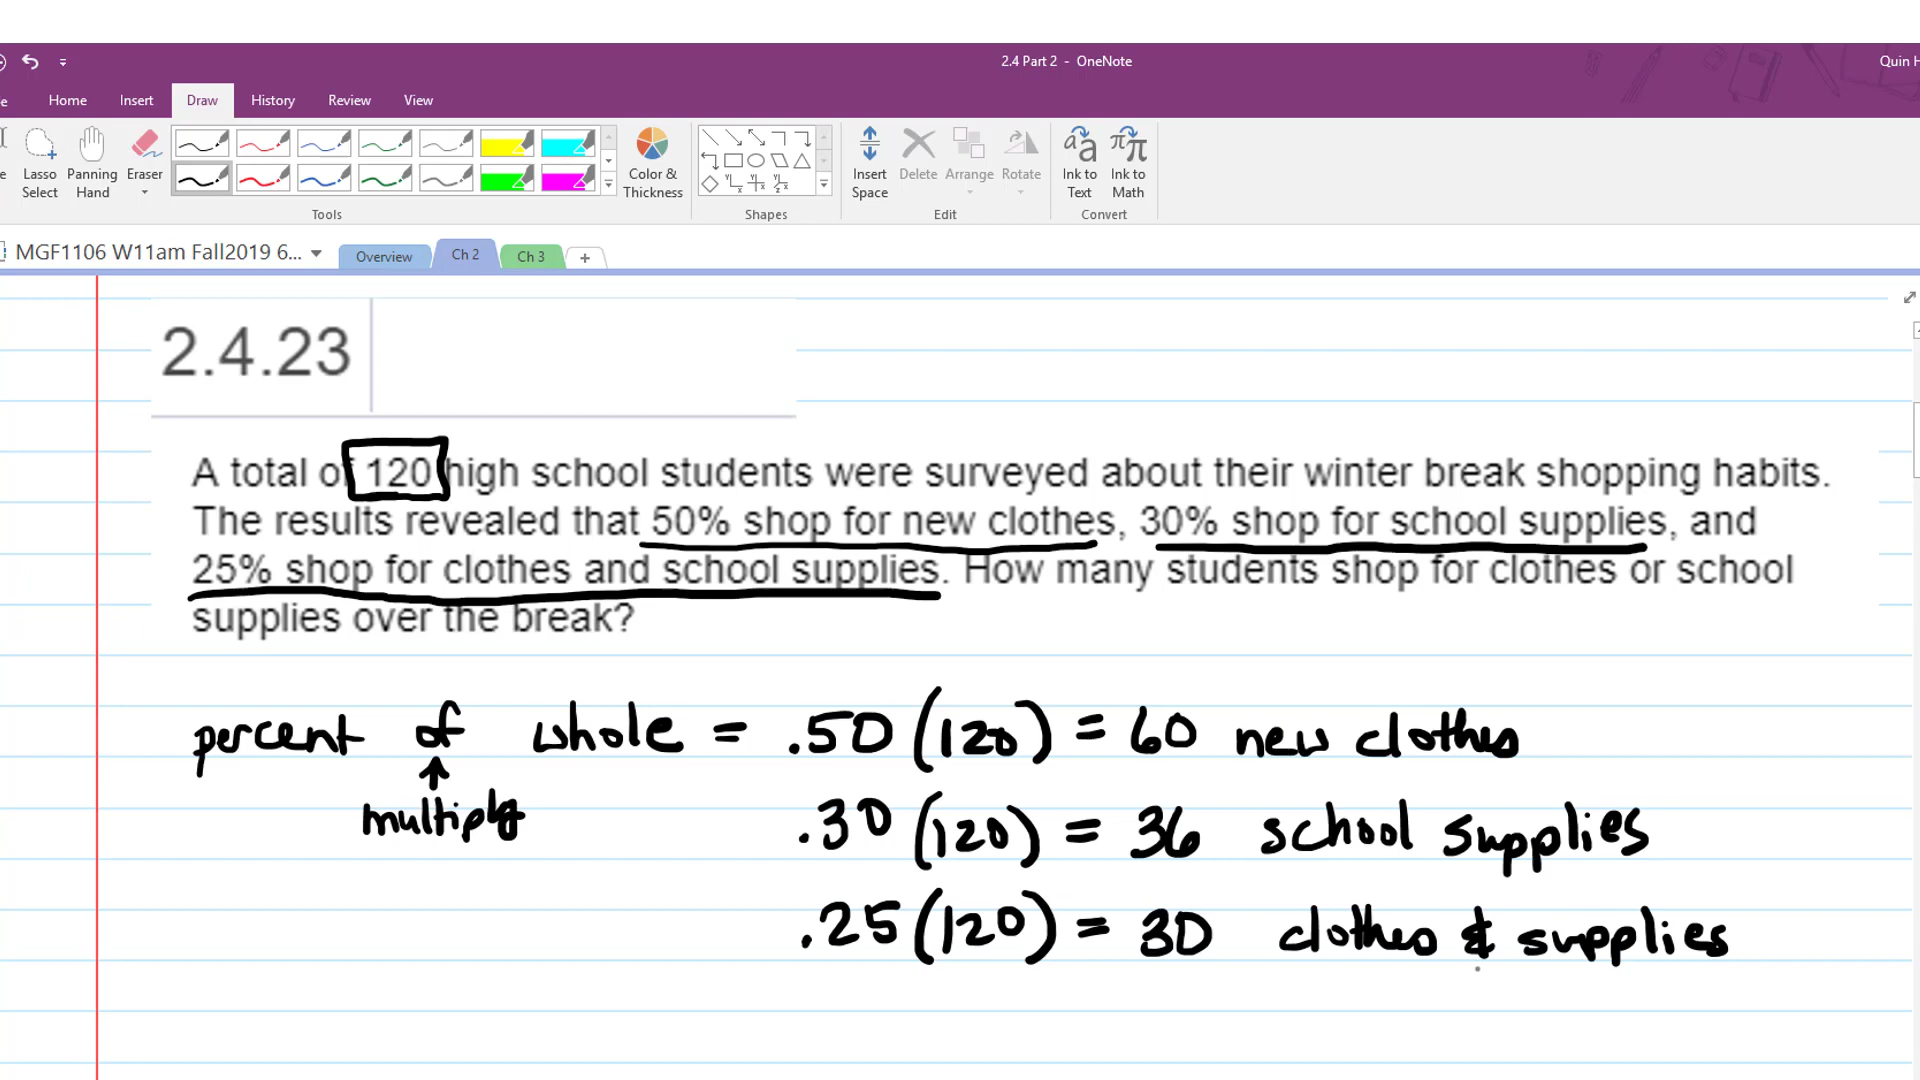 2.4 Part 2 - OneNote
Quin H
Home Insert Draw History Review View
Lasso Select
Panning Hand
Eraser
Color & Thickness
Insert Space
Delete
Arrange
Rotate
Ink to Text
Ink to Math
Tools
Shapes
Edit
Convert
MGF1106 W11am Fall2019 6...
Overview Ch 2 Ch 3 +
2.4.23
A total of 120 high school students were surveyed about their winter break shopping habits.
The results revealed that 50% shop for new clothes, 30% shop for school supplies, and
25% shop for clothes and school supplies. How many students shop for clothes or school
supplies over the break?
percent of whole = .50 (120) = 60 new clothes
multiply
.30 (120) = 36 school supplies
.25 (120) = 30 clothes & supplies